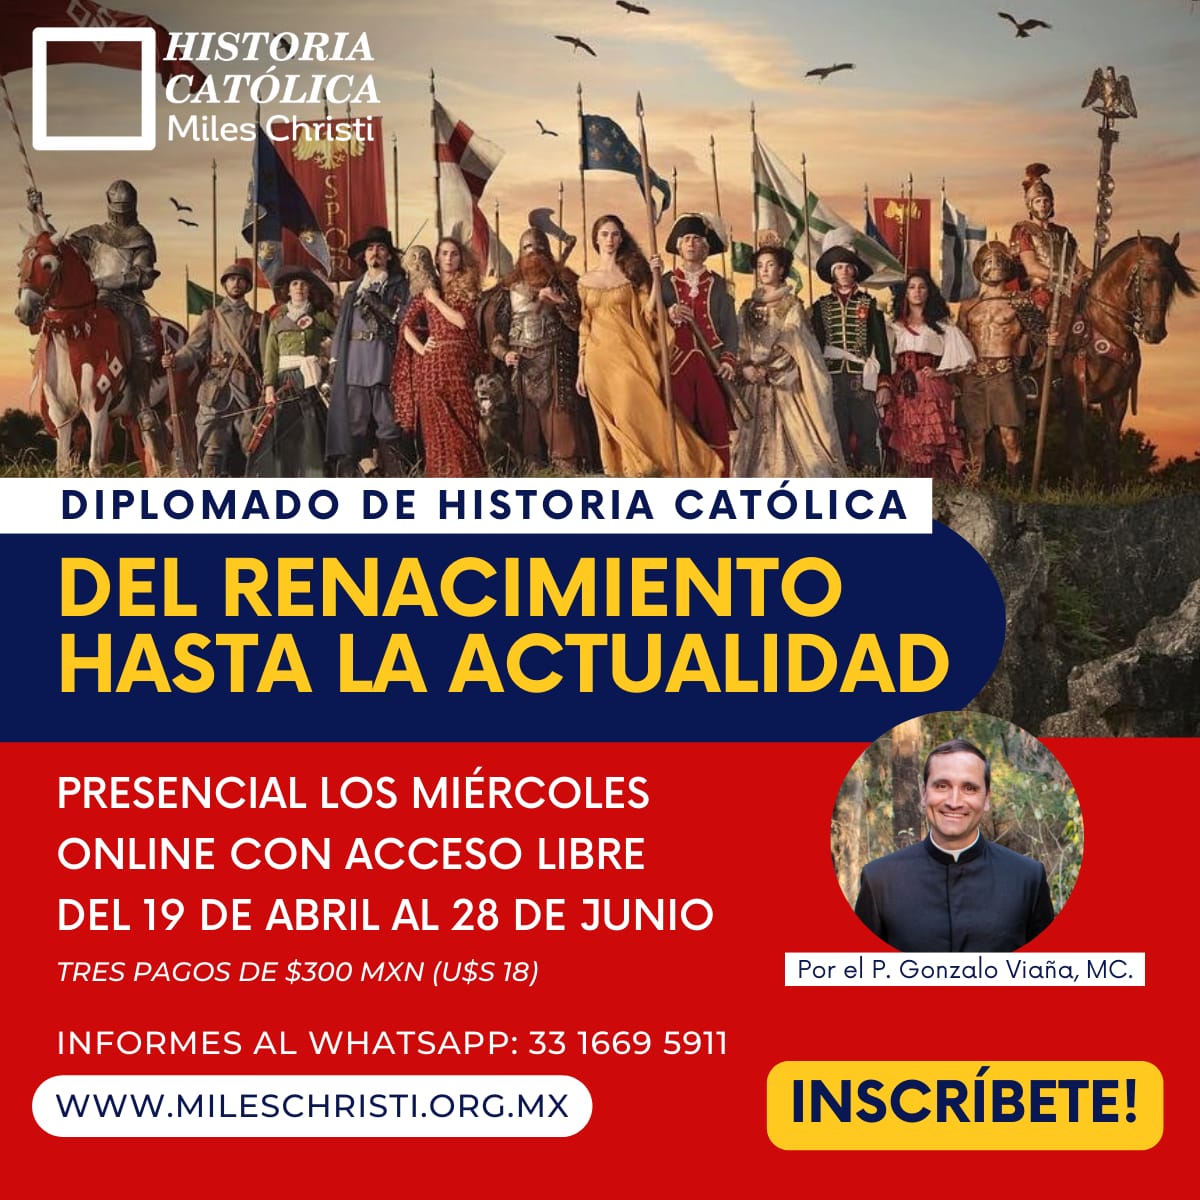 HISTORIA
CATÓLICA
Miles Christi
SPQR
DIPLOMADO DE HISTORIA CATÓLICA
DEL RENACIMIENTO
HASTA LA ACTUALIDAD
PRESENCIAL LOS MIÉRCOLES
ONLINE CON ACCESO LIBRE
DEL 19 DE ABRIL AL 28 DE JUNIO
TRES PAGOS DE $300 MXN (U$S 18)
Por el P. Gonzalo Viaña, MC.
INFORMES AL WHATSAPP: 33 1669 5911
WWW.MILESCHRISTI.ORG.MX
INSCRÍBETE!